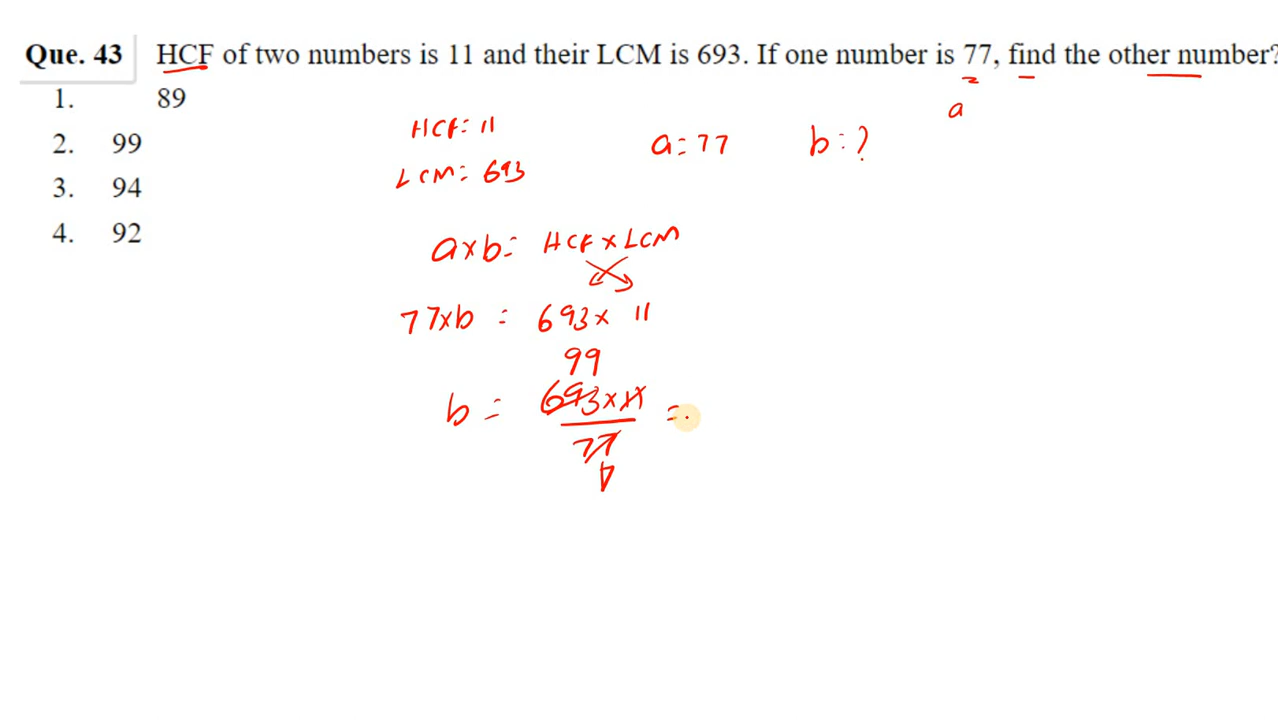 Que. 43 HCF of two numbers is 11 and their LCM is 693. If one number is 77, find the other number?
1. 89
a
2. 99
HCF: 11
a = 77 b : ?
3. 94
LCM: 693
4. 92
a×b = HCF × LCM
77×b = 693 × 11
99
b = 693×11 =
77
7